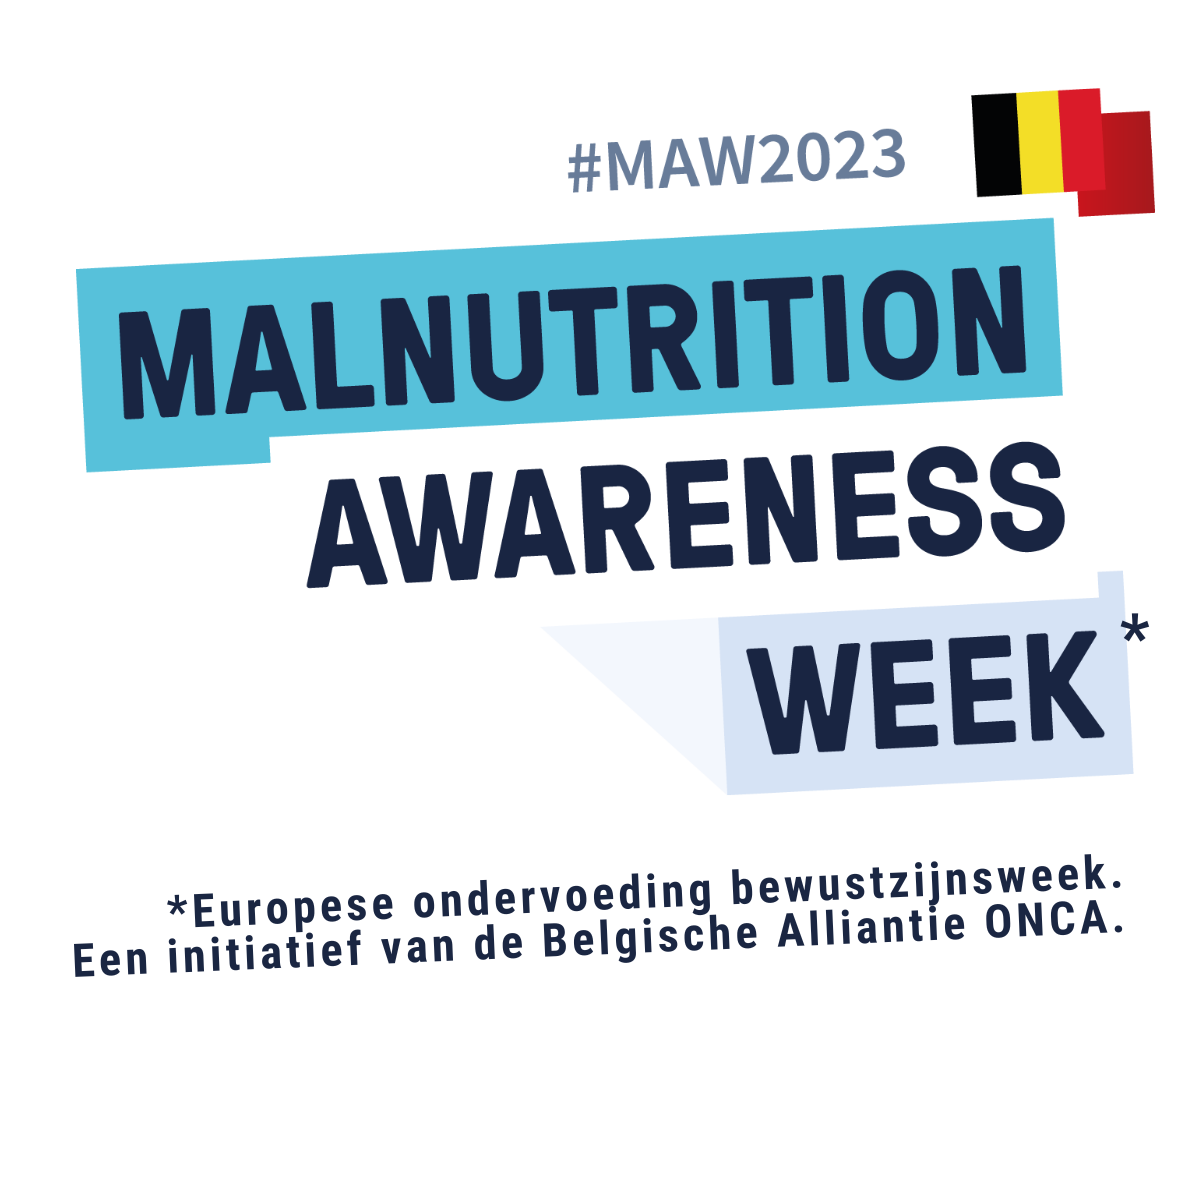 #MAW2023
MALNUTRITION
AWARENESS
WEEK*
*Europese ondervoeding bewustzijnsweek.
Een initiatief van de Belgische Alliantie ONCA.